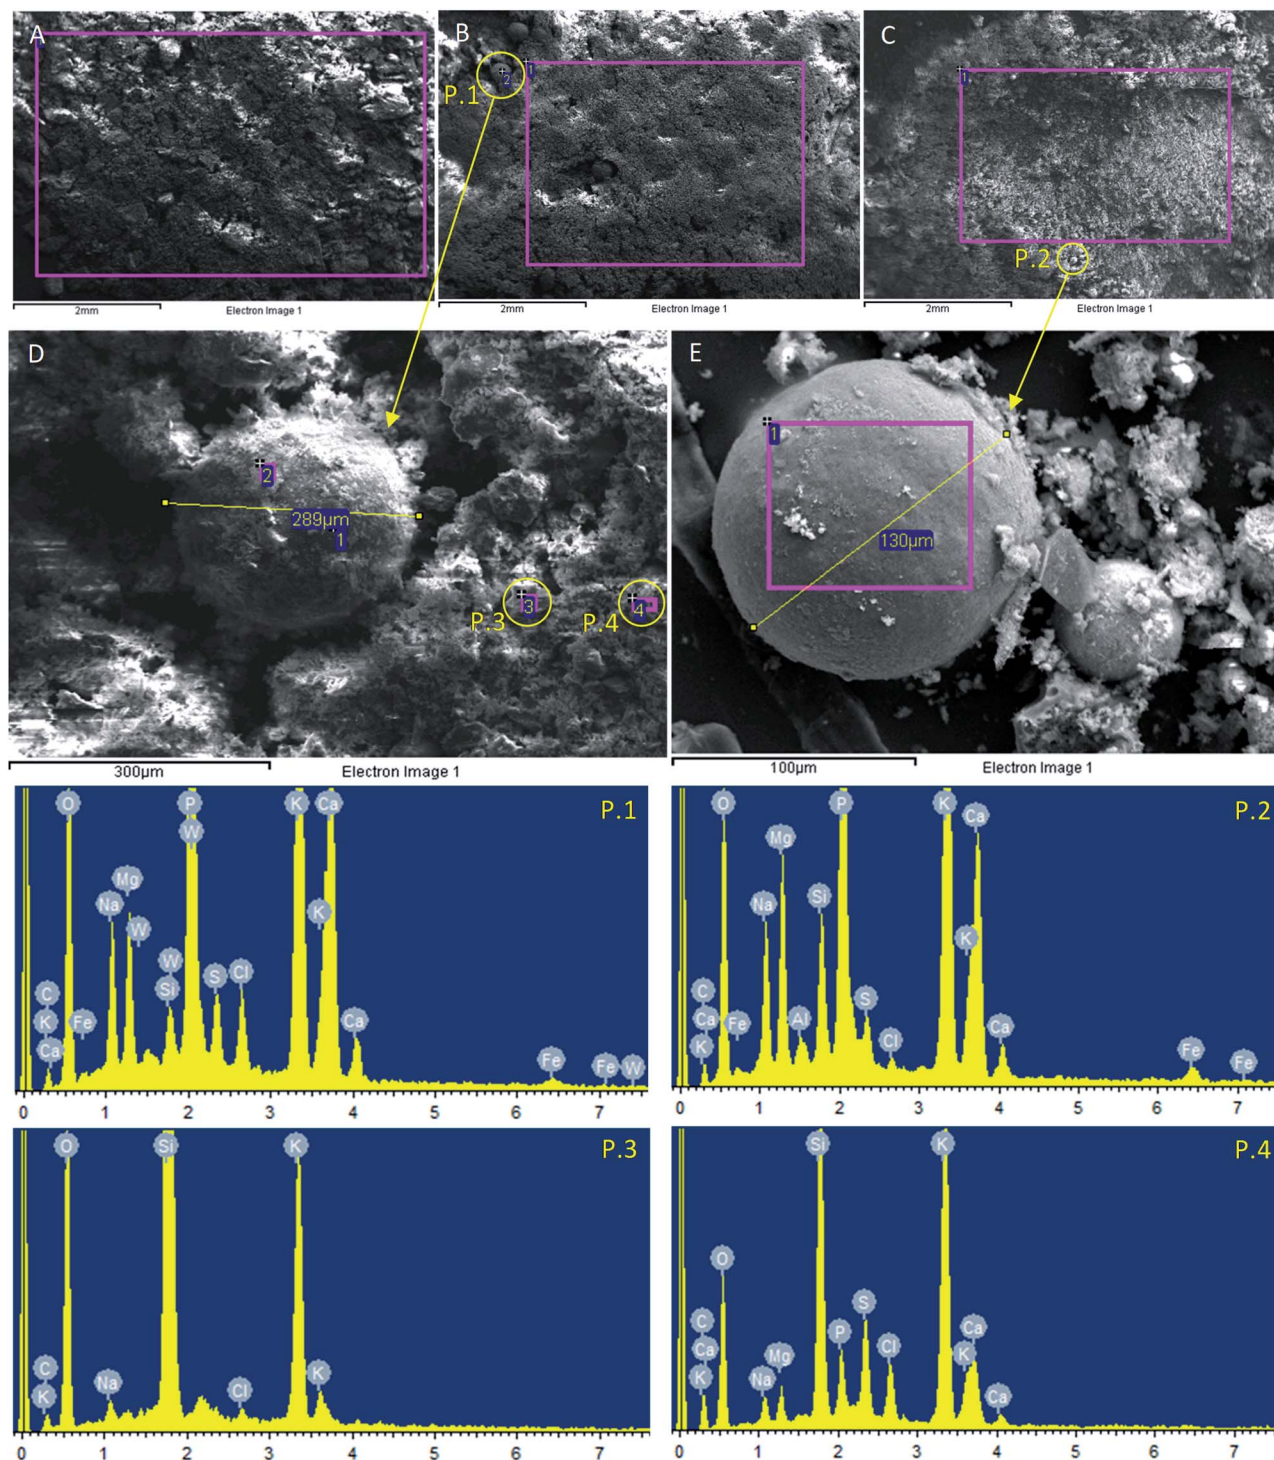 A
1
2mm
Electron Image 1
B
P.1
2
1
2mm
Electron Image 1
C
1
P.2
2mm
Electron Image 1
D
2
289µm
1
P.3
3
P.4
4
300µm
Electron Image 1
E
1
130µm
100µm
Electron Image 1
P.1
O P W K Ca
Mg
Na W K
W
Si S Cl
C
K Fe Ca
Ca Fe Fe W
0 1 2 3 4 5 6 7
P.2
O P K Ca
Mg
Na Si K
C
Ca Fe Al S Ca
K Cl Fe Fe
0 1 2 3 4 5 6 7
P.3
O Si K
C
K Na Cl K
0 1 2 3 4 5 6 7
P.4
Si K
O
S
C Ca
Ca Mg P Cl K
K Na Ca
0 1 2 3 4 5 6 7